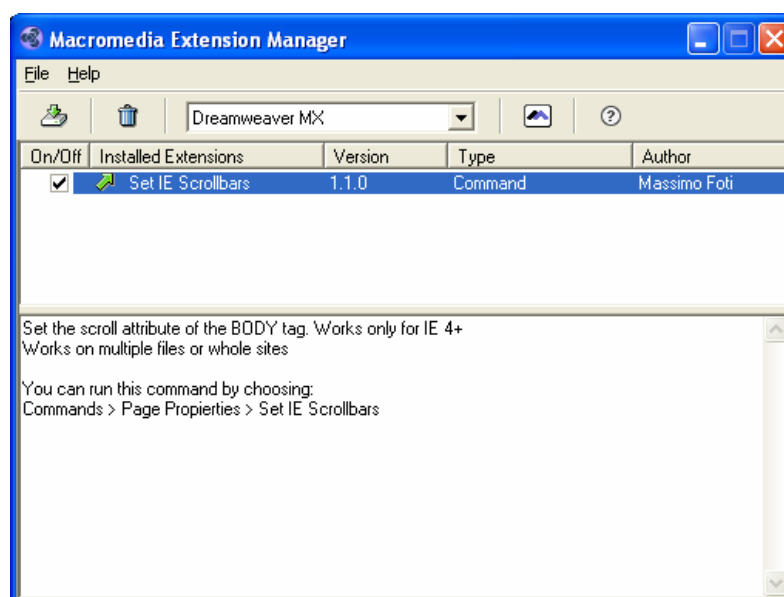 Macromedia Extension Manager
File Help
Dreamweaver MX
On/Off Installed Extensions Version Type Author
Set IE Scrollbars 1.1.0 Command Massimo Foti
Set the scroll attribute of the BODY tag. Works only for IE 4+
Works on multiple files or whole sites
You can run this command by choosing:
Commands > Page Propierties > Set IE Scrollbars